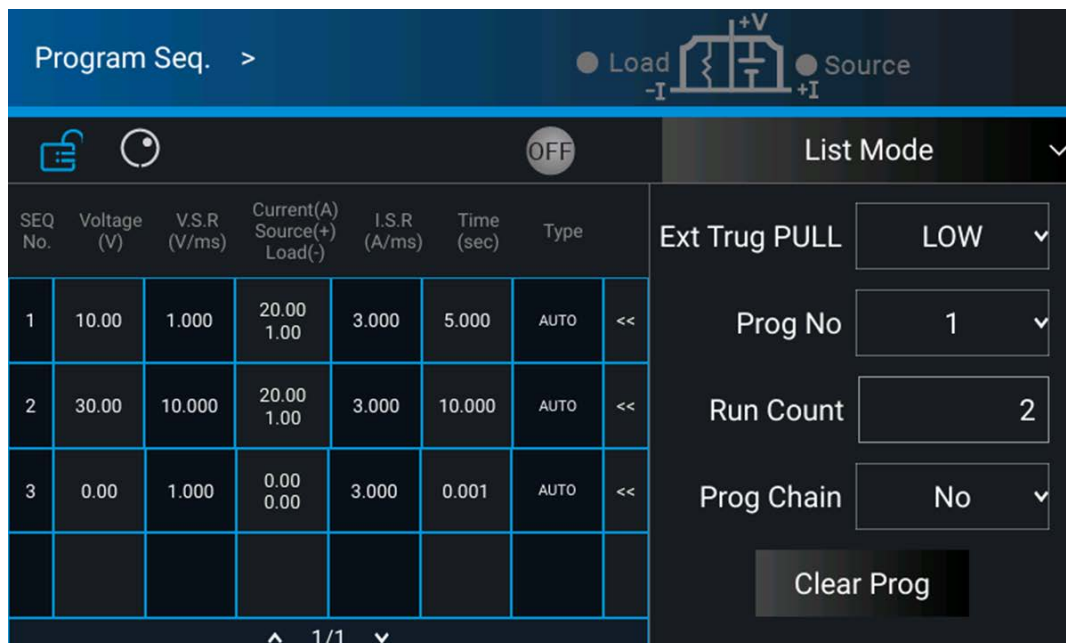 Program Seq. >
Load
+V
-I
+I
Source
OFF
List Mode
SEQ No.
Voltage (V)
V.S.R (V/ms)
Current(A) Source(+) Load(-)
I.S.R (A/ms)
Time (sec)
Type
1 10.00 1.000 20.00 1.00 3.000 5.000 AUTO <<
2 30.00 10.000 20.00 1.00 3.000 10.000 AUTO <<
3 0.00 1.000 0.00 0.00 3.000 0.001 AUTO <<
1/1
Ext Trug PULL LOW
Prog No 1
Run Count 2
Prog Chain No
Clear Prog